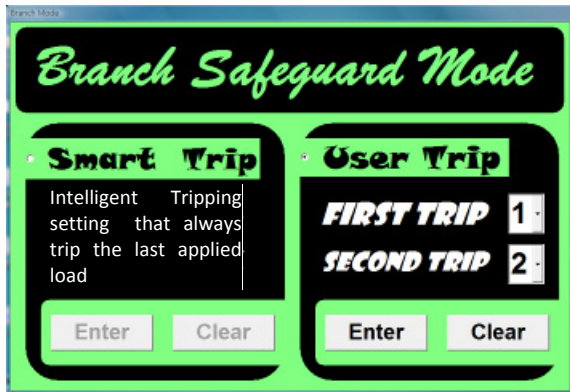 Branch Mode
Branch Safeguard Mode
Smart Trip
Intelligent Tripping
setting that always
trip the last applied
load
Enter Clear
User Trip
FIRST TRIP 1
SECOND TRIP 2
Enter Clear